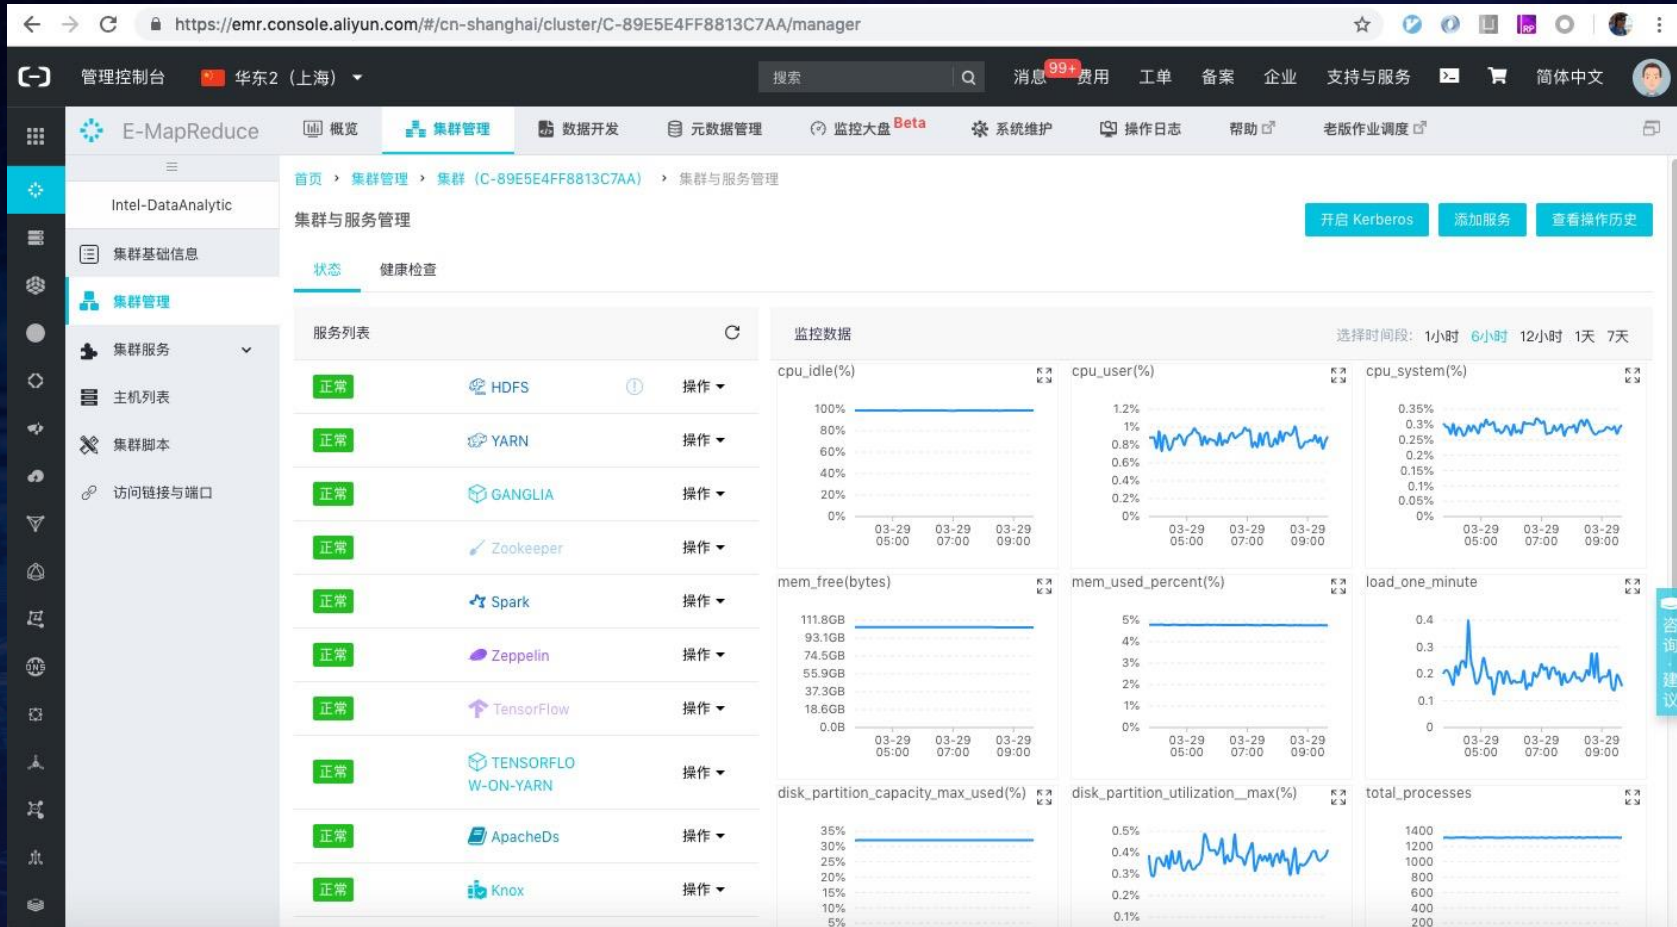 https://emr.console.aliyun.com/#/cn-shanghai/cluster/C-89E5E4FF8813C7AA/manager
管理控制台 华东2（上海） 搜索 消息 99+ 费用 工单 备案 企业 支持与服务 简体中文
E-MapReduce 概览 集群管理 数据开发 元数据管理 监控大盘 Beta 系统维护 操作日志 帮助 老版作业调度
Intel-DataAnalytic
集群基础信息
集群管理
集群服务
主机列表
集群脚本
访问链接与端口
首页 > 集群管理 > 集群（C-89E5E4FF8813C7AA） > 集群与服务管理
集群与服务管理
开启 Kerberos 添加服务 查看操作历史
状态 健康检查
服务列表
正常 HDFS 操作
正常 YARN 操作
正常 GANGLIA 操作
正常 Zookeeper 操作
正常 Spark 操作
正常 Zeppelin 操作
正常 TensorFlow 操作
正常 TENSORFLO
W-ON-YARN 操作
正常 ApacheDs 操作
正常 Knox 操作
监控数据 选择时间段: 1小时 6小时 12小时 1天 7天
cpu_idle(%)
100%
80%
60%
40%
20%
0%
03-29 03-29 03-29
05:00 07:00 09:00
cpu_user(%)
1.2%
1%
0.8%
0.6%
0.4%
0.2%
0%
03-29 03-29 03-29
05:00 07:00 09:00
cpu_system(%)
0.35%
0.3%
0.25%
0.2%
0.15%
0.1%
0.05%
0%
03-29 03-29 03-29
05:00 07:00 09:00
mem_free(bytes)
111.8GB
93.1GB
74.5GB
55.9GB
37.3GB
18.6GB
0.0B
03-29 03-29 03-29
05:00 07:00 09:00
mem_used_percent(%)
5%
4%
3%
2%
1%
0%
03-29 03-29 03-29
05:00 07:00 09:00
load_one_minute
0.4
0.3
0.2
0.1
0
03-29 03-29 03-29
05:00 07:00 09:00
disk_partition_capacity_max_used(%)
35%
30%
25%
20%
15%
10%
5%
disk_partition_utilization__max(%)
0.5%
0.4%
0.3%
0.2%
0.1%
total_processes
1400
1200
1000
800
600
400
200
咨询·建议
DNS
RP